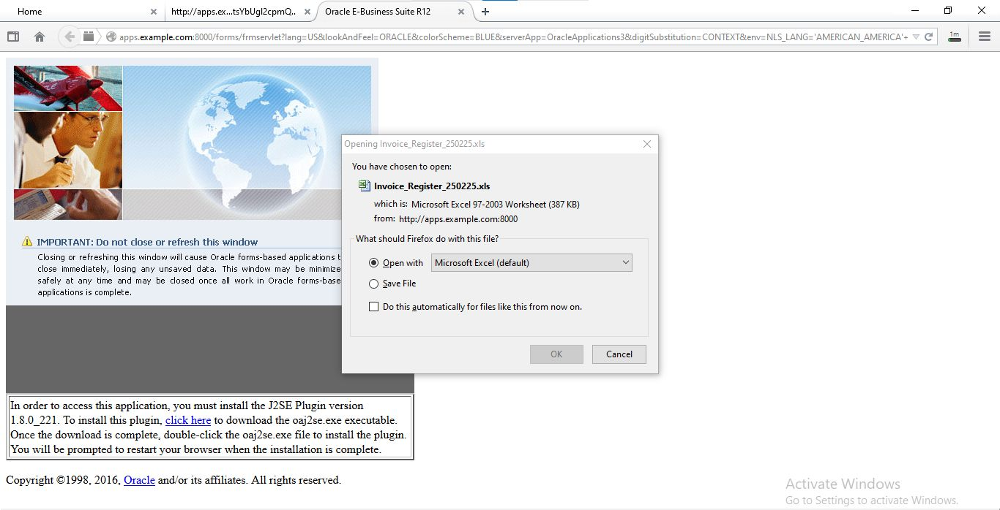 Home
http://apps.ex...tsYbUgI2cpmQ..
Oracle E-Business Suite R12
apps.example.com:8000/forms/frmservlet?lang=US&lookAndFeel=ORACLE&colorScheme=BLUE&serverApp=OracleApplications3&digitSubstitution=CONTEXT&env=NLS_LANG='AMERICAN_AMERICA'+
1m
Opening Invoice_Register_250225.xls
You have chosen to open:
Invoice_Register_250225.xls
which is: Microsoft Excel 97-2003 Worksheet (387 KB)
from: http://apps.example.com:8000
What should Firefox do with this file?
Open with Microsoft Excel (default)
Save File
Do this automatically for files like this from now on.
OK Cancel
IMPORTANT: Do not close or refresh this window
Closing or refreshing this window will cause Oracle forms-based applications t
close immediately, losing any unsaved data. This window may be minimize
safely at any time and may be closed once all work in Oracle forms-base
applications is complete.
In order to access this application, you must install the J2SE Plugin version
1.8.0_221. To install this plugin, click here to download the oaj2se.exe executable.
Once the download is complete, double-click the oaj2se.exe file to install the plugin.
You will be prompted to restart your browser when the installation is complete.
Copyright ©1998, 2016, Oracle and/or its affiliates. All rights reserved.
Activate Windows
Go to Settings to activate Windows.